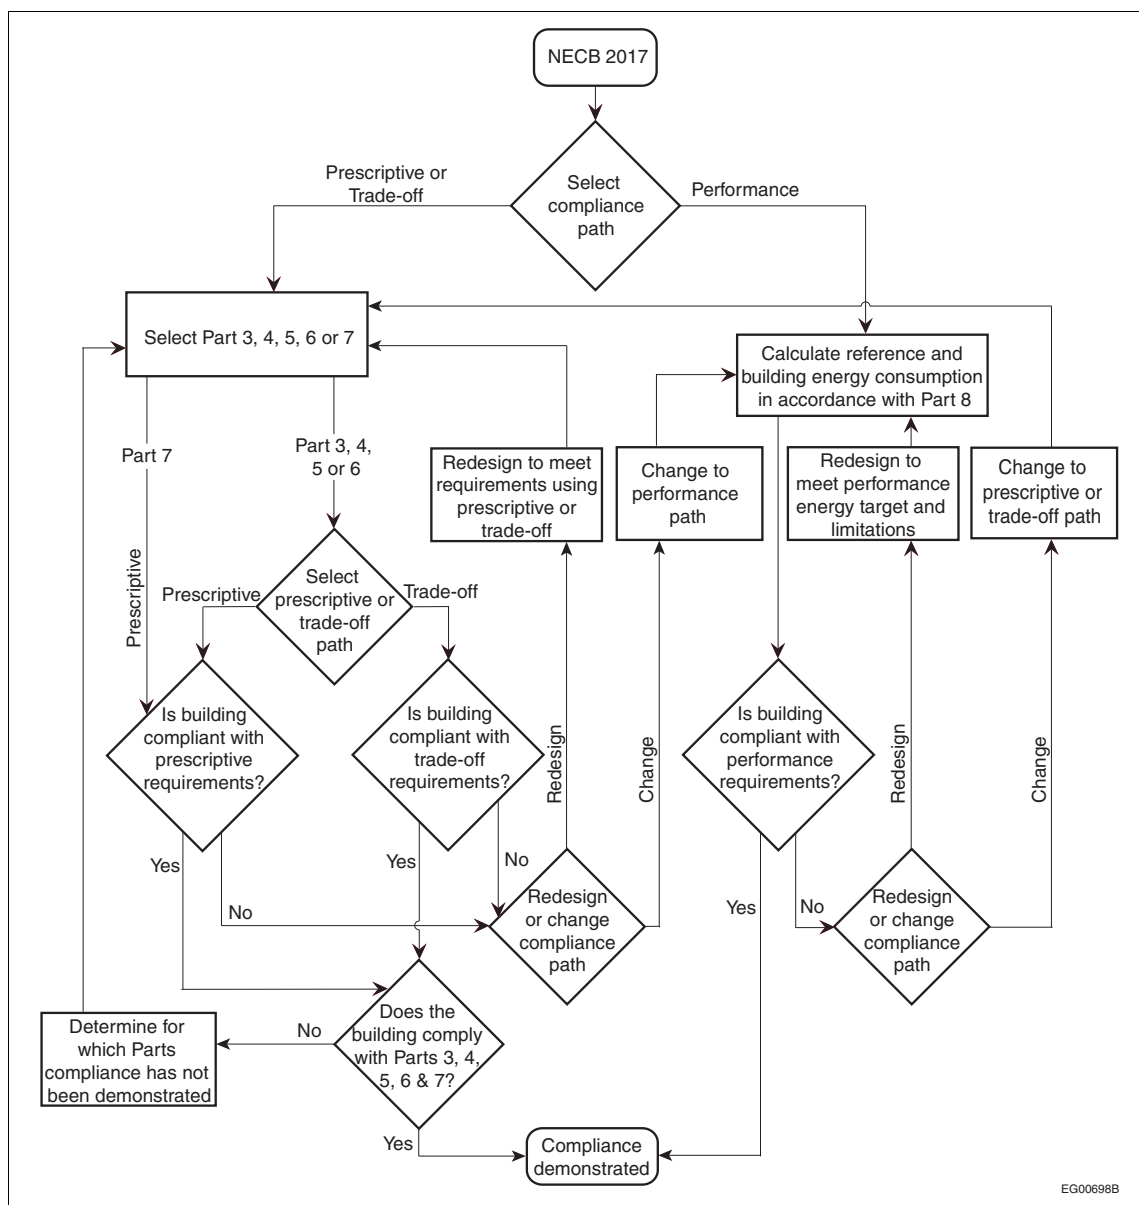 NECB 2017
Select
compliance
path
Prescriptive or
Trade-off
Performance
Select Part 3, 4, 5, 6 or 7
Calculate reference and
building energy consumption
in accordance with Part 8
Part 7
Part 3, 4,
5 or 6
Redesign to meet
requirements using
prescriptive or
trade-off
Change to
performance
path
Redesign to
meet performance
energy target and
limitations
Change to
prescriptive or
trade-off path
Prescriptive
Prescriptive
Select
prescriptive or
trade-off
path
Trade-off
Is building
compliant with
prescriptive
requirements?
Is building
compliant with
trade-off
requirements?
Redesign
Change
Is building
compliant with
performance
requirements?
Redesign
Change
Yes
No
Yes
No
Redesign
or change
compliance
path
Yes
No
Redesign
or change
compliance
path
Determine for
which Parts
compliance has not
been demonstrated
No
Does the
building comply
with Parts 3, 4,
5, 6 & 7?
Yes
Compliance
demonstrated
EG00698B